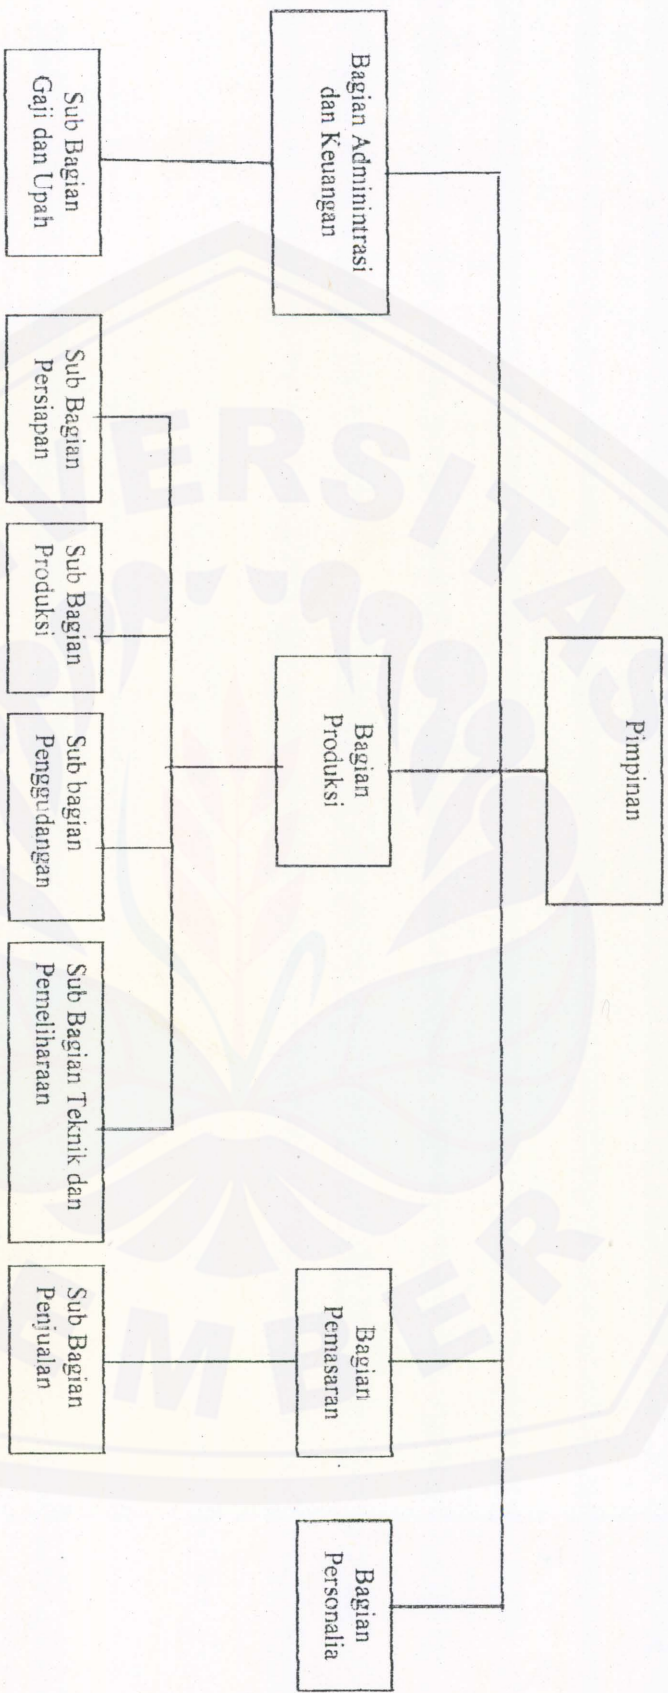 Pimpinan
Bagian Adminintrasi
dan Keuangan
Bagian
Produksi
Bagian
Pemasaran
Bagian
Personalia
Sub Bagian
Gaji dan Upah
Sub Bagian
Persiapan
Sub Bagian
Produksi
Sub bagian
Penggudangan
Sub Bagian Teknik dan
Pemeliharaan
Sub Bagian
Penjualan